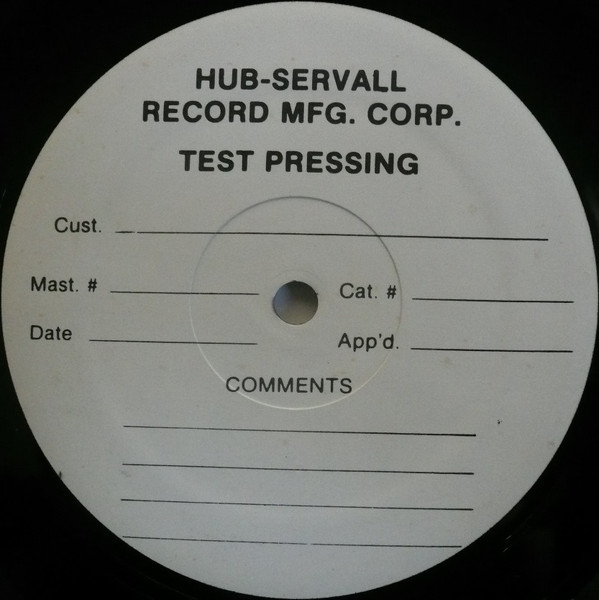 HUB-SERVALL
RECORD MFG. CORP.
TEST PRESSING
Cust.
Mast. # Cat. #
Date App'd.
COMMENTS